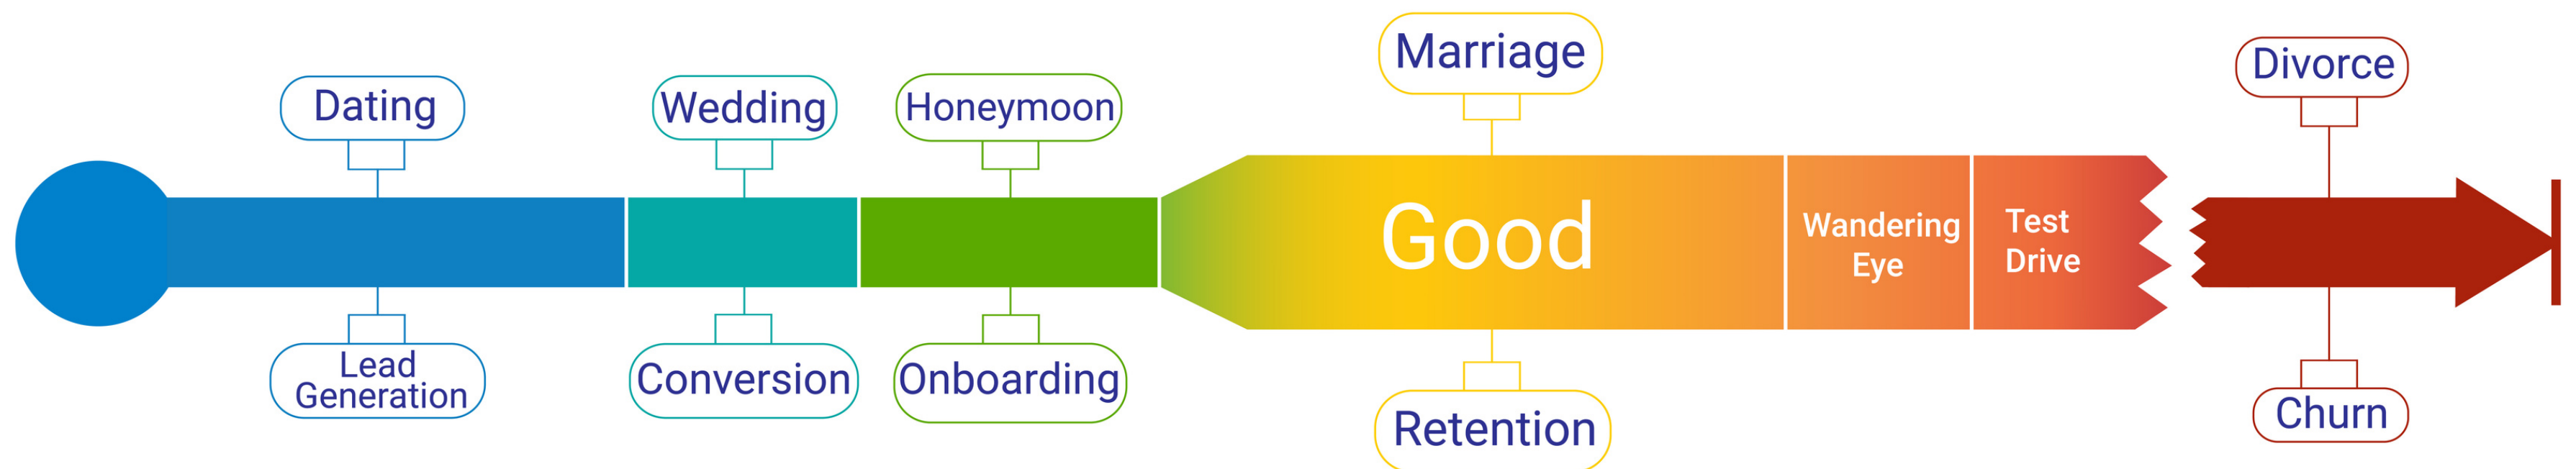 Dating
Wedding
Honeymoon
Marriage
Divorce
Good
Wandering
Eye
Test
Drive
Lead
Generation
Conversion
Onboarding
Retention
Churn